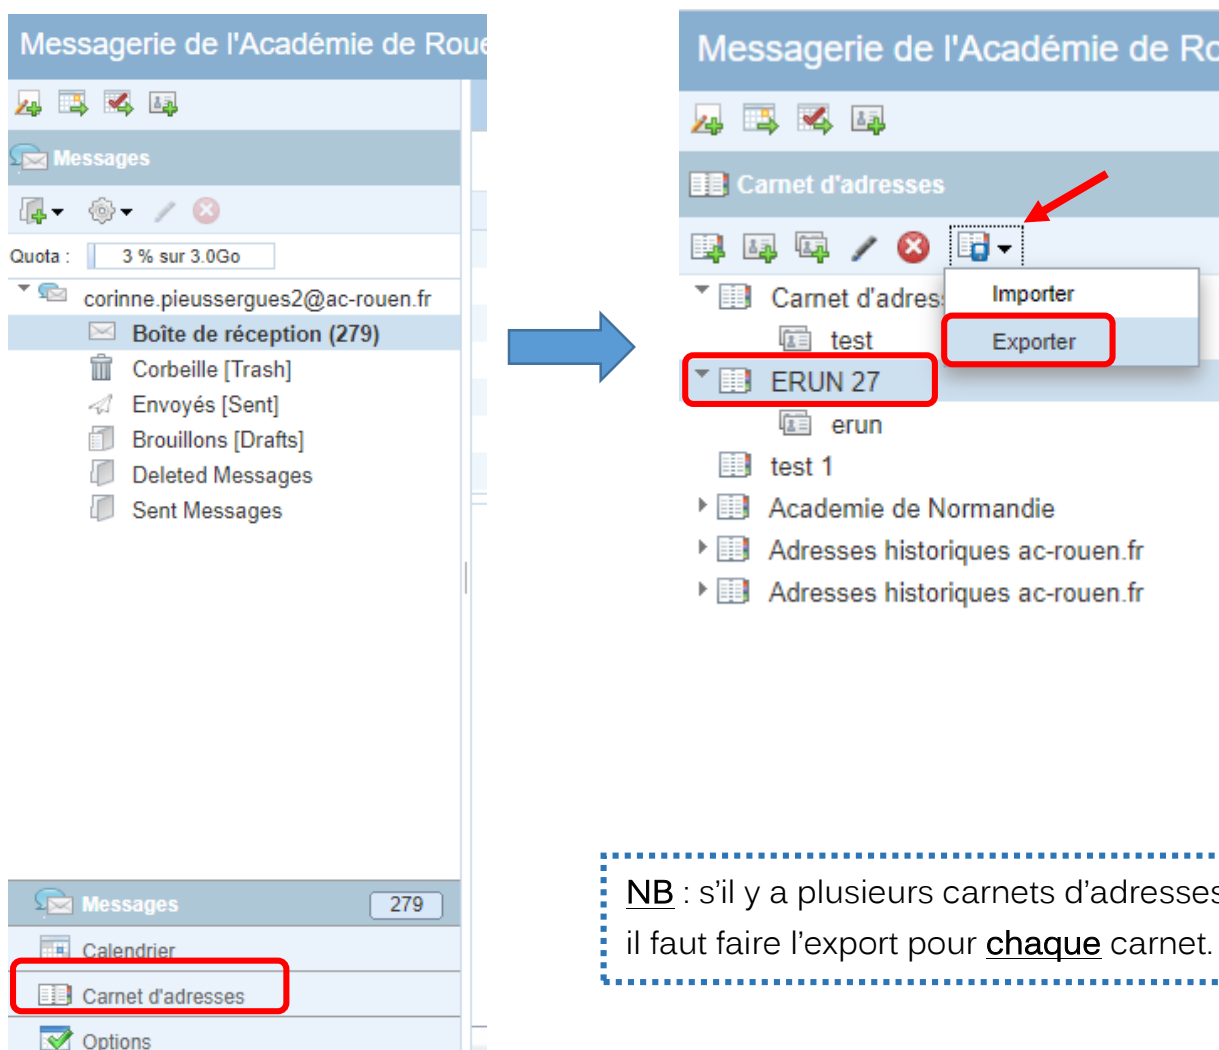 Messagerie de l'Académie de Roue
Messages
Quota :
3 % sur 3.0Go
corinne.pieussergues2@ac-rouen.fr
Boîte de réception (279)
Corbeille [Trash]
Envoyés [Sent]
Brouillons [Drafts]
Deleted Messages
Sent Messages
Messages
279
Calendrier
Carnet d'adresses
Options
Messagerie de l'Académie de Ro
Carnet d'adresses
Importer
Exporter
Carnet d'adres
test
ERUN 27
erun
test 1
Academie de Normandie
Adresses historiques ac-rouen.fr
Adresses historiques ac-rouen.fr
NB : s'il y a plusieurs carnets d'adresses
il faut faire l'export pour chaque carnet.